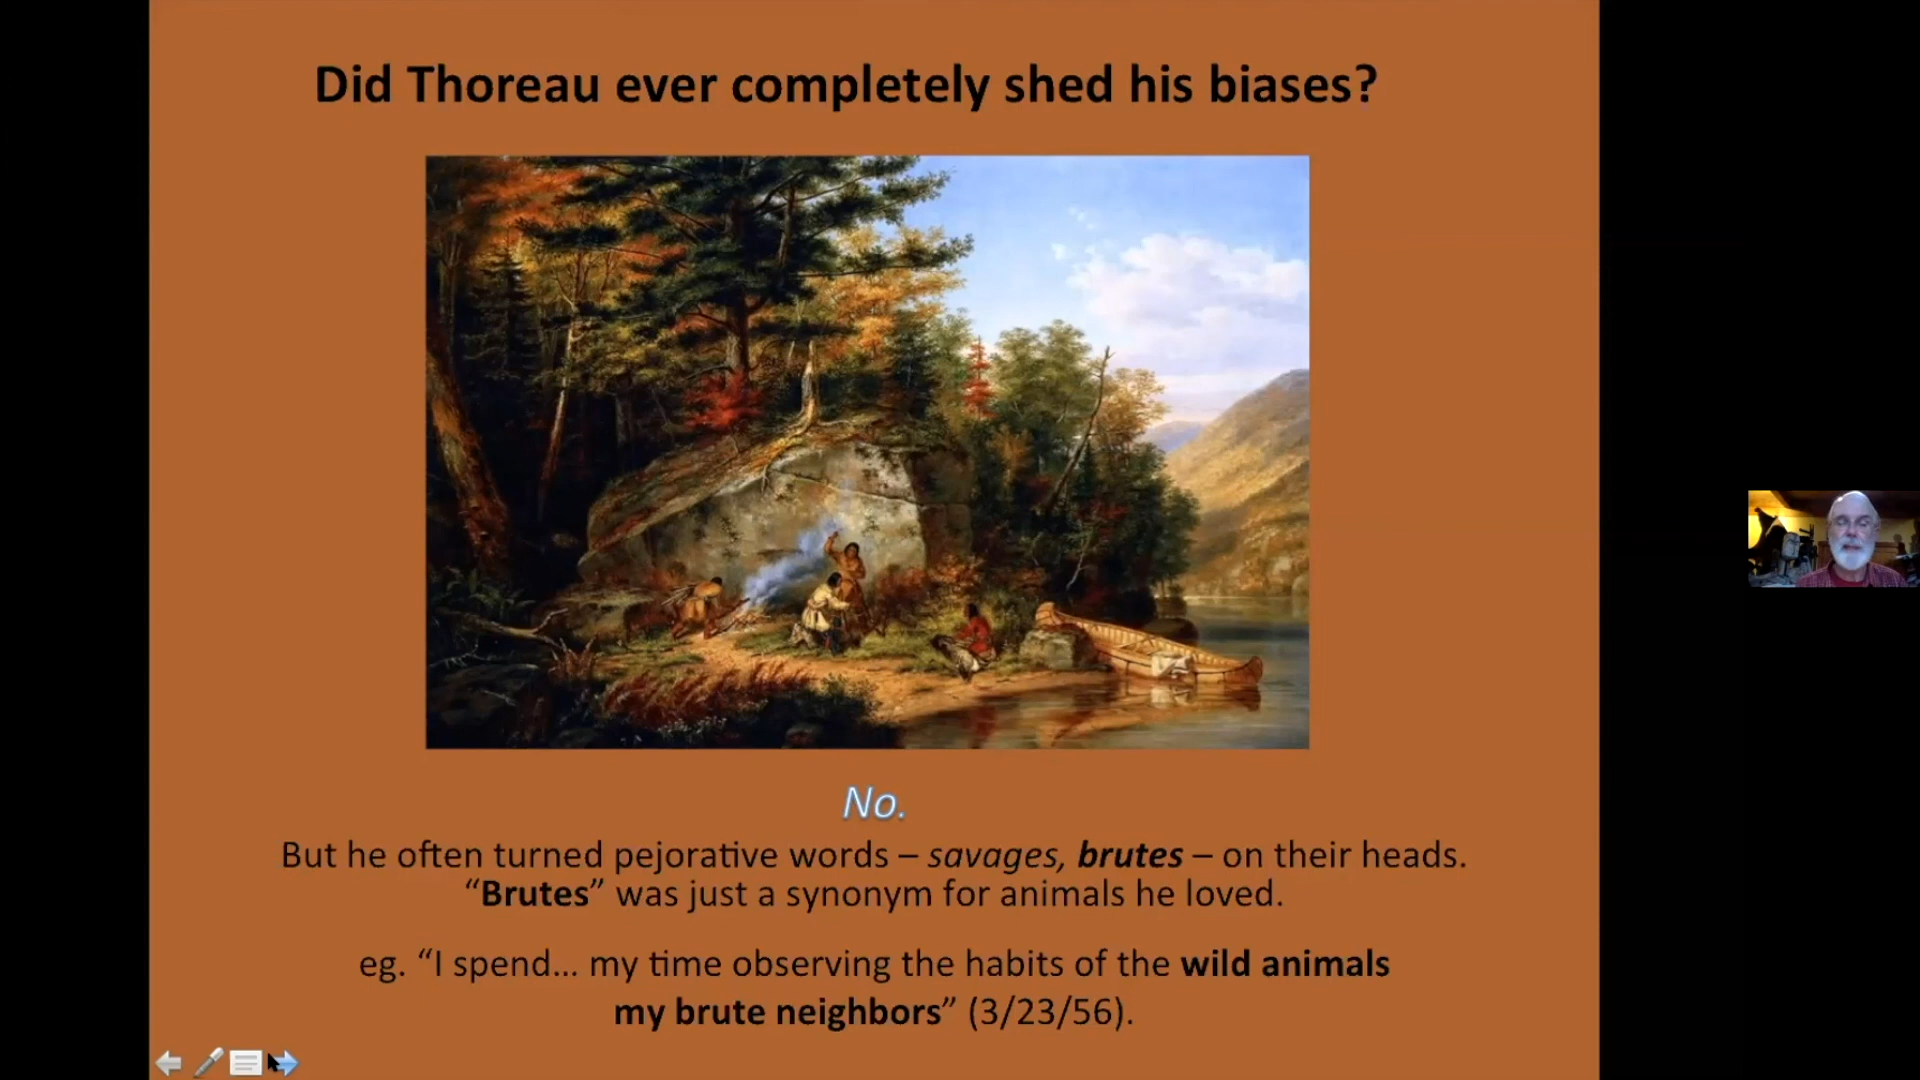 Did Thoreau ever completely shed his biases?
No.
But he often turned pejorative words – savages, brutes – on their heads.
“Brutes” was just a synonym for animals he loved.
eg. “I spend... my time observing the habits of the wild animals
my brute neighbors” (3/23/56).